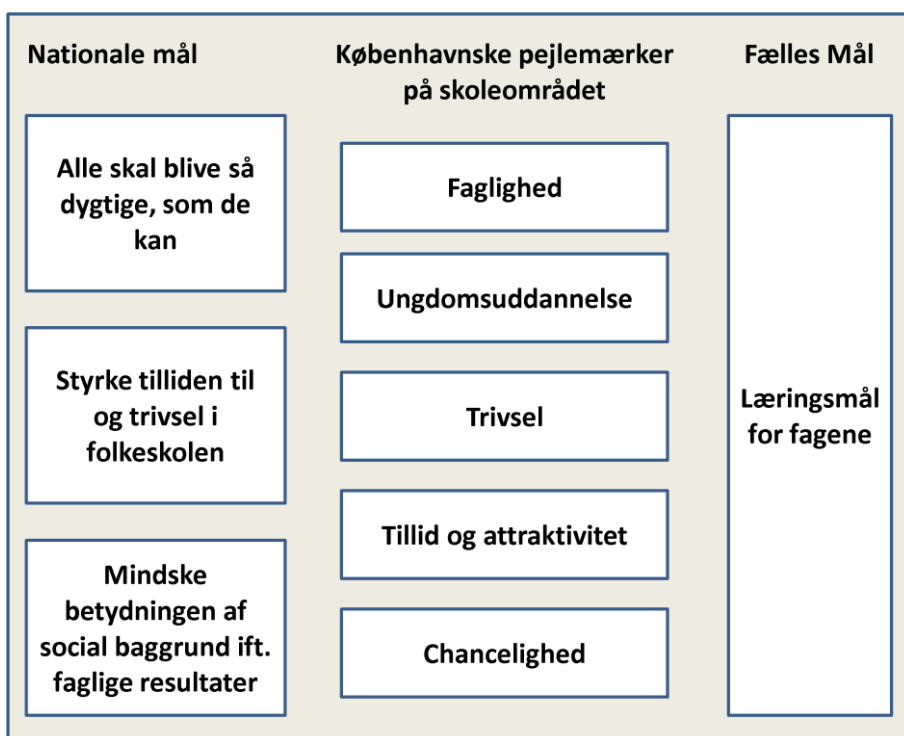 Nationale mål
Alle skal blive så
dygtige, som de
kan
Styrke tilliden til
og trivsel i
folkeskolen
Mindske
betydningen af
social baggrund ift.
faglige resultater
Københavnske pejlemærker
på skoleområdet
Faglighed
Ungdomsuddannelse
Trivsel
Tillid og attraktivitet
Chancelighed
Fælles Mål
Læringsmål
for fagene